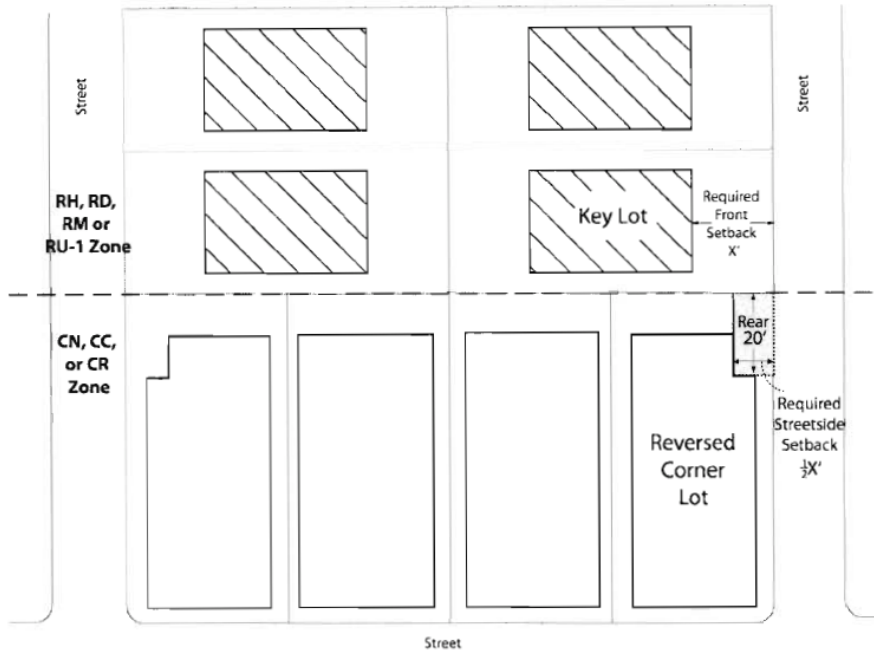 Street
Street
RH, RD,
RM or
RU-1 Zone
Key Lot
Required
Front
Setback
X'
CN, CC,
or CR
Zone
Rear
20'
Required
Streetside
Setback
½X'
Reversed
Corner
Lot
Street